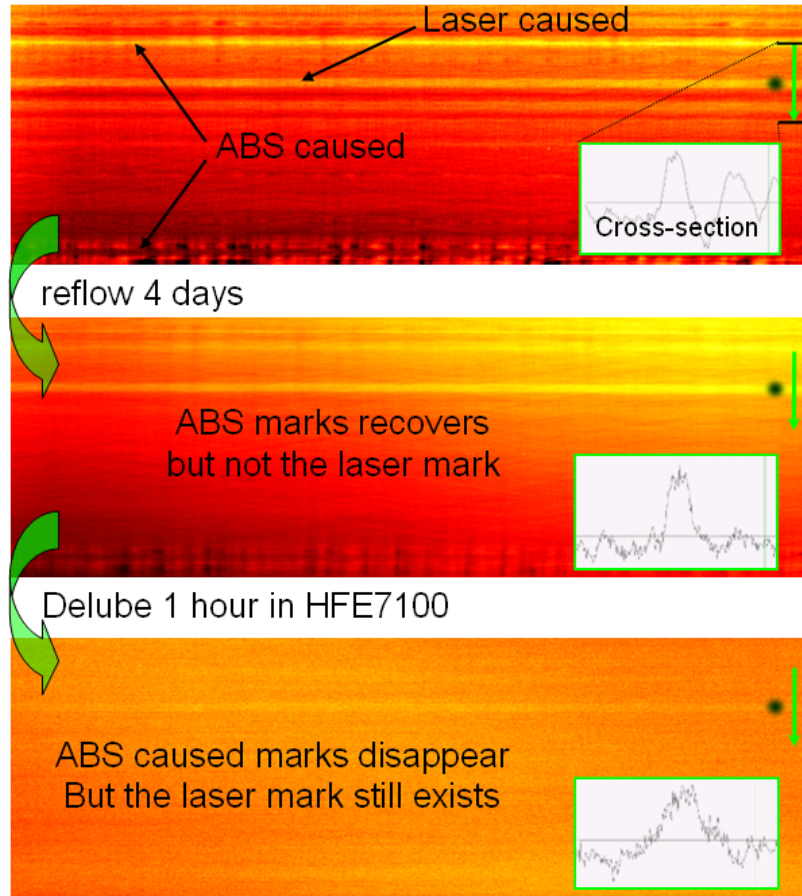 Laser caused
ABS caused
Cross-section
reflow 4 days
ABS marks recovers
but not the laser mark
Delube 1 hour in HFE7100
ABS caused marks disappear
But the laser mark still exists